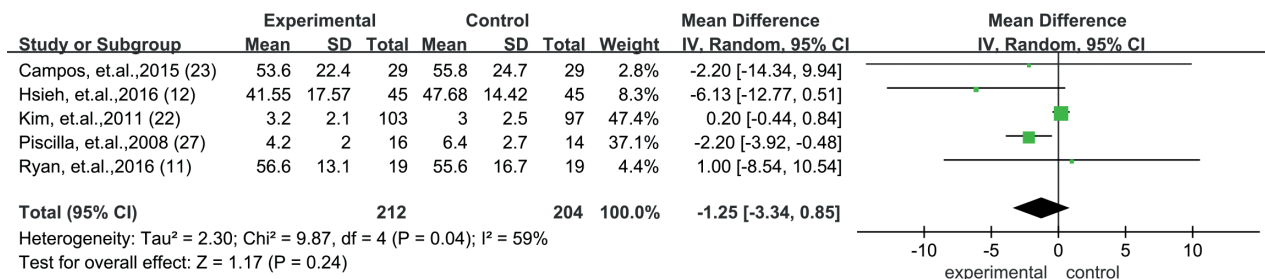 Experimental Control Mean Difference Mean Difference
Study or Subgroup Mean SD Total Mean SD Total Weight IV, Random, 95% CI IV, Random, 95% CI
Campos, et.al.,2015 (23) 53.6 22.4 29 55.8 24.7 29 2.8% -2.20 [-14.34, 9.94]
Hsieh, et.al.,2016 (12) 41.55 17.57 45 47.68 14.42 45 8.3% -6.13 [-12.77, 0.51]
Kim, et.al.,2011 (22) 3.2 2.1 103 3 2.5 97 47.4% 0.20 [-0.44, 0.84]
Piscilla, et.al.,2008 (27) 4.2 2 16 6.4 2.7 14 37.1% -2.20 [-3.92, -0.48]
Ryan, et.al.,2016 (11) 56.6 13.1 19 55.6 16.7 19 4.4% 1.00 [-8.54, 10.54]
Total (95% CI) 212 204 100.0% -1.25 [-3.34, 0.85]
Heterogeneity: Tau² = 2.30; Chi² = 9.87, df = 4 (P = 0.04); I² = 59%
Test for overall effect: Z = 1.17 (P = 0.24)
-10 -5 0 5 10
experimental control